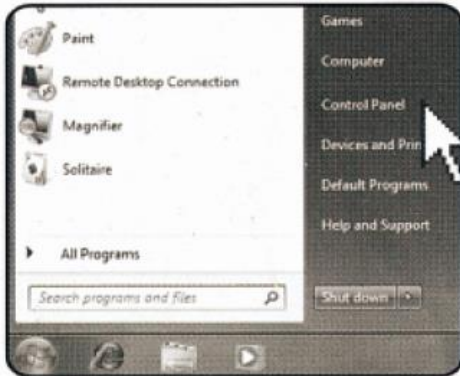 Paint
Remote Desktop Connection
Magnifier
Solitaire
All Programs
Search programs and files
Games
Computer
Control Panel
Devices and Prin
Default Programs
Help and Support
Shut down